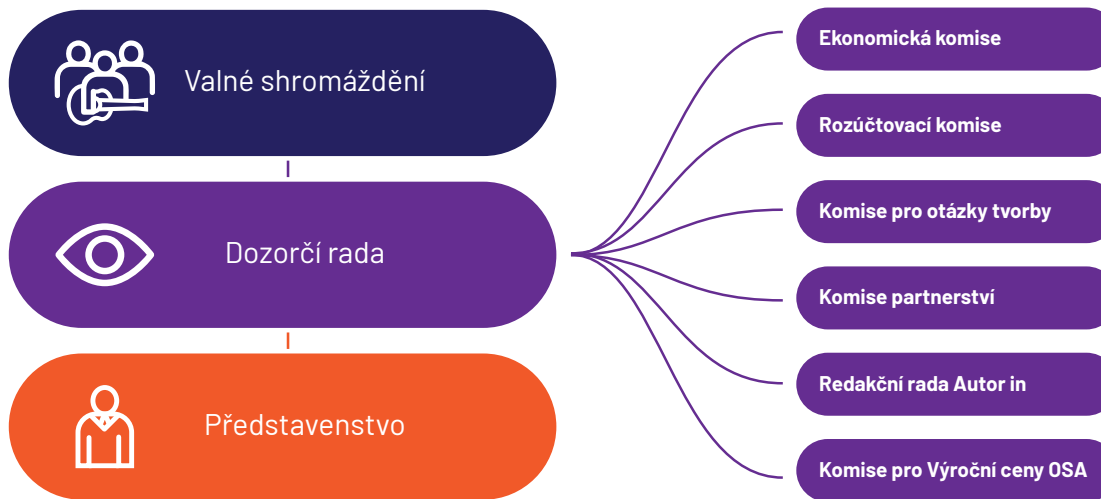 Valné shromáždění
Dozorčí rada
Představenstvo
Ekonomická komise
Rozúčtovací komise
Komise pro otázky tvorby
Komise partnerství
Redakční rada Autor in
Komise pro Výroční ceny OSA